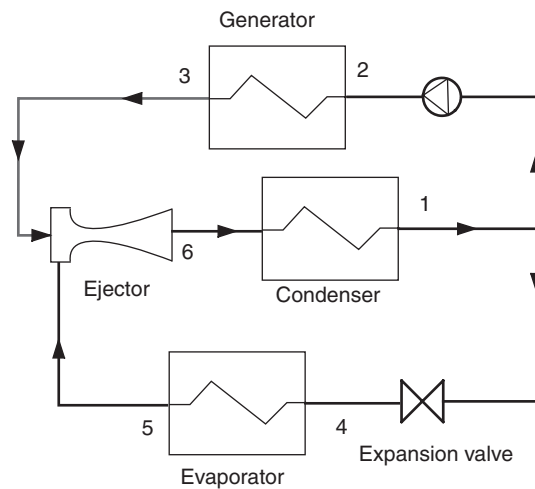 Generator
3
2
1
6
Ejector
Condenser
5
4
Expansion valve
Evaporator